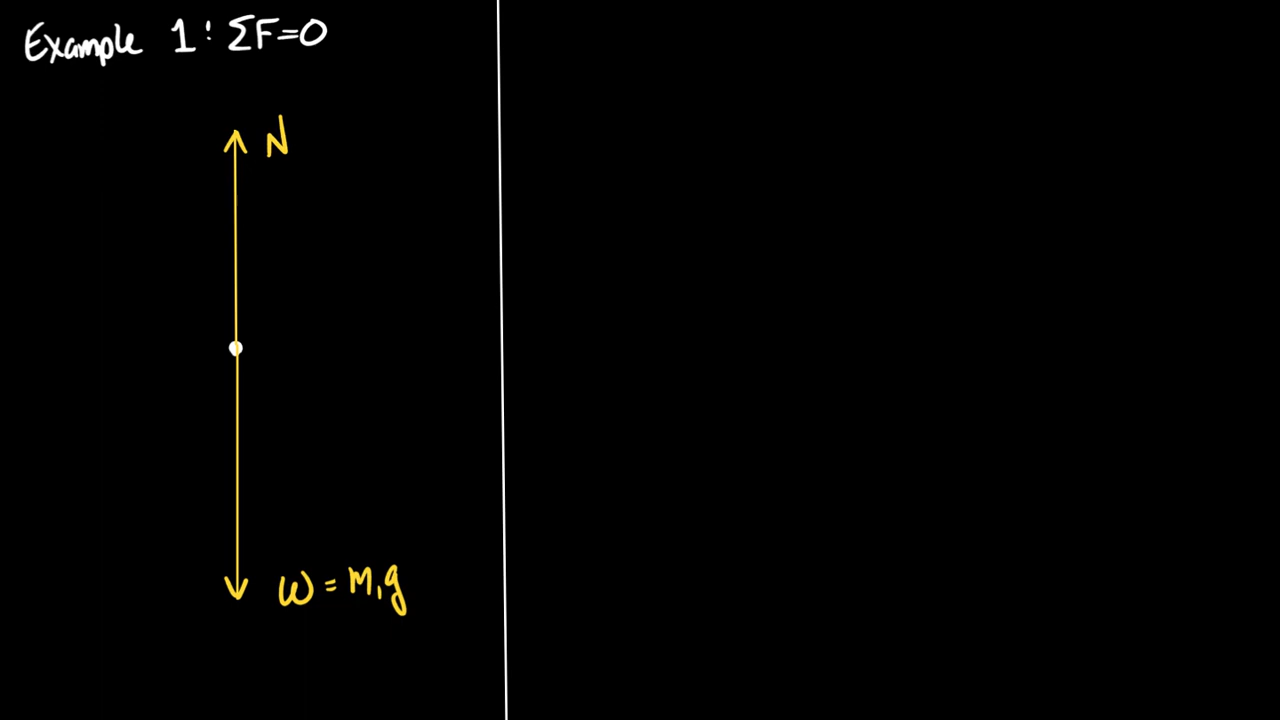 Example 1: ΣF=0
N
W = m₁g